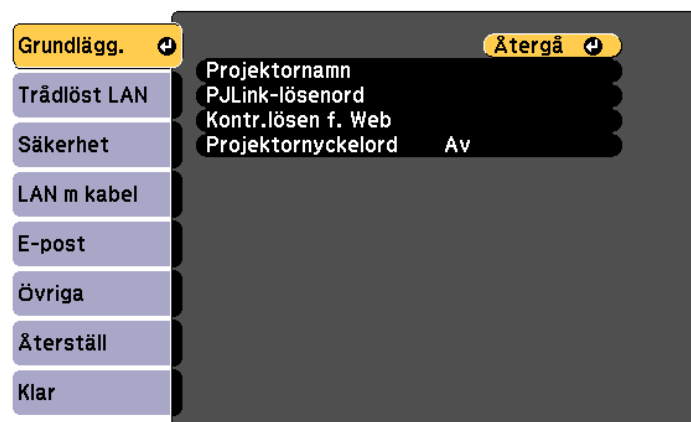 Grundlägg.
Trådlöst LAN
Säkerhet
LAN m kabel
E-post
Övriga
Återställ
Klar
Återgå
Projektornamn
PJLink-lösenord
Kontr.lösen f. Web
Projektornyckelord Av